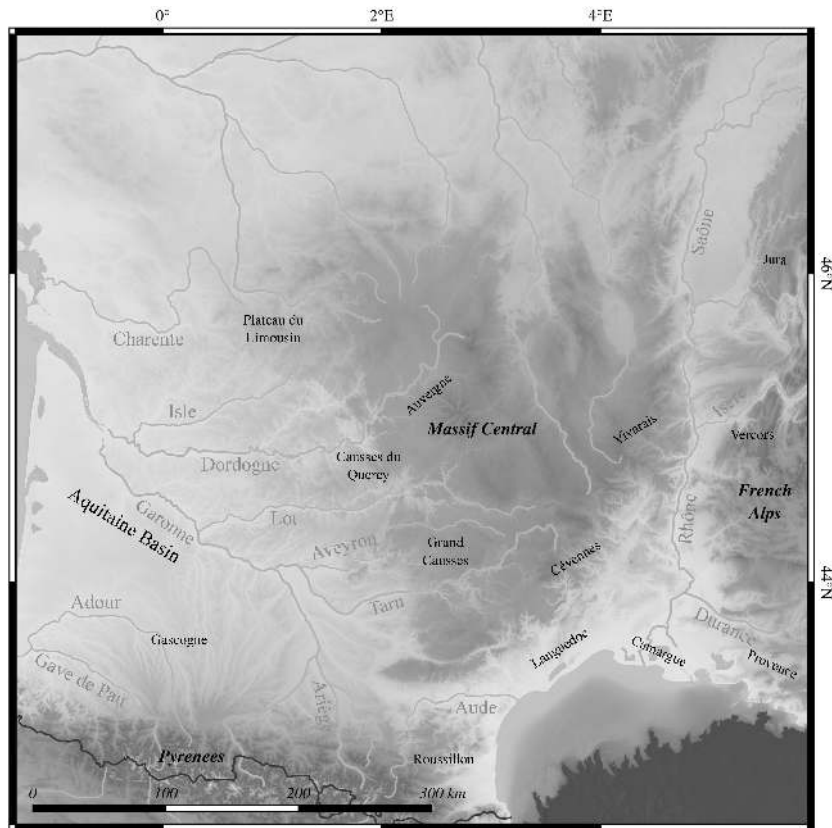 0°
2°E
4°E
Saône
Jura
46°N
Plateau du
Limousin
Charente
Auvergne
Isle
Isère
Massif Central
Vivarais
Vercors
Causses du
Quercy
Dordogne
French
Alps
Garonne
Lot
Rhône
Aquitaine Basin
Aveyron
Grand
Causses
Cévennes
44°N
Tarn
Adour
Gascogne
Languedoc
Camargue
Durance
Provence
Gave de Pau
Ariège
Aude
Pyrenees
Roussillon
0 100 200 300 km